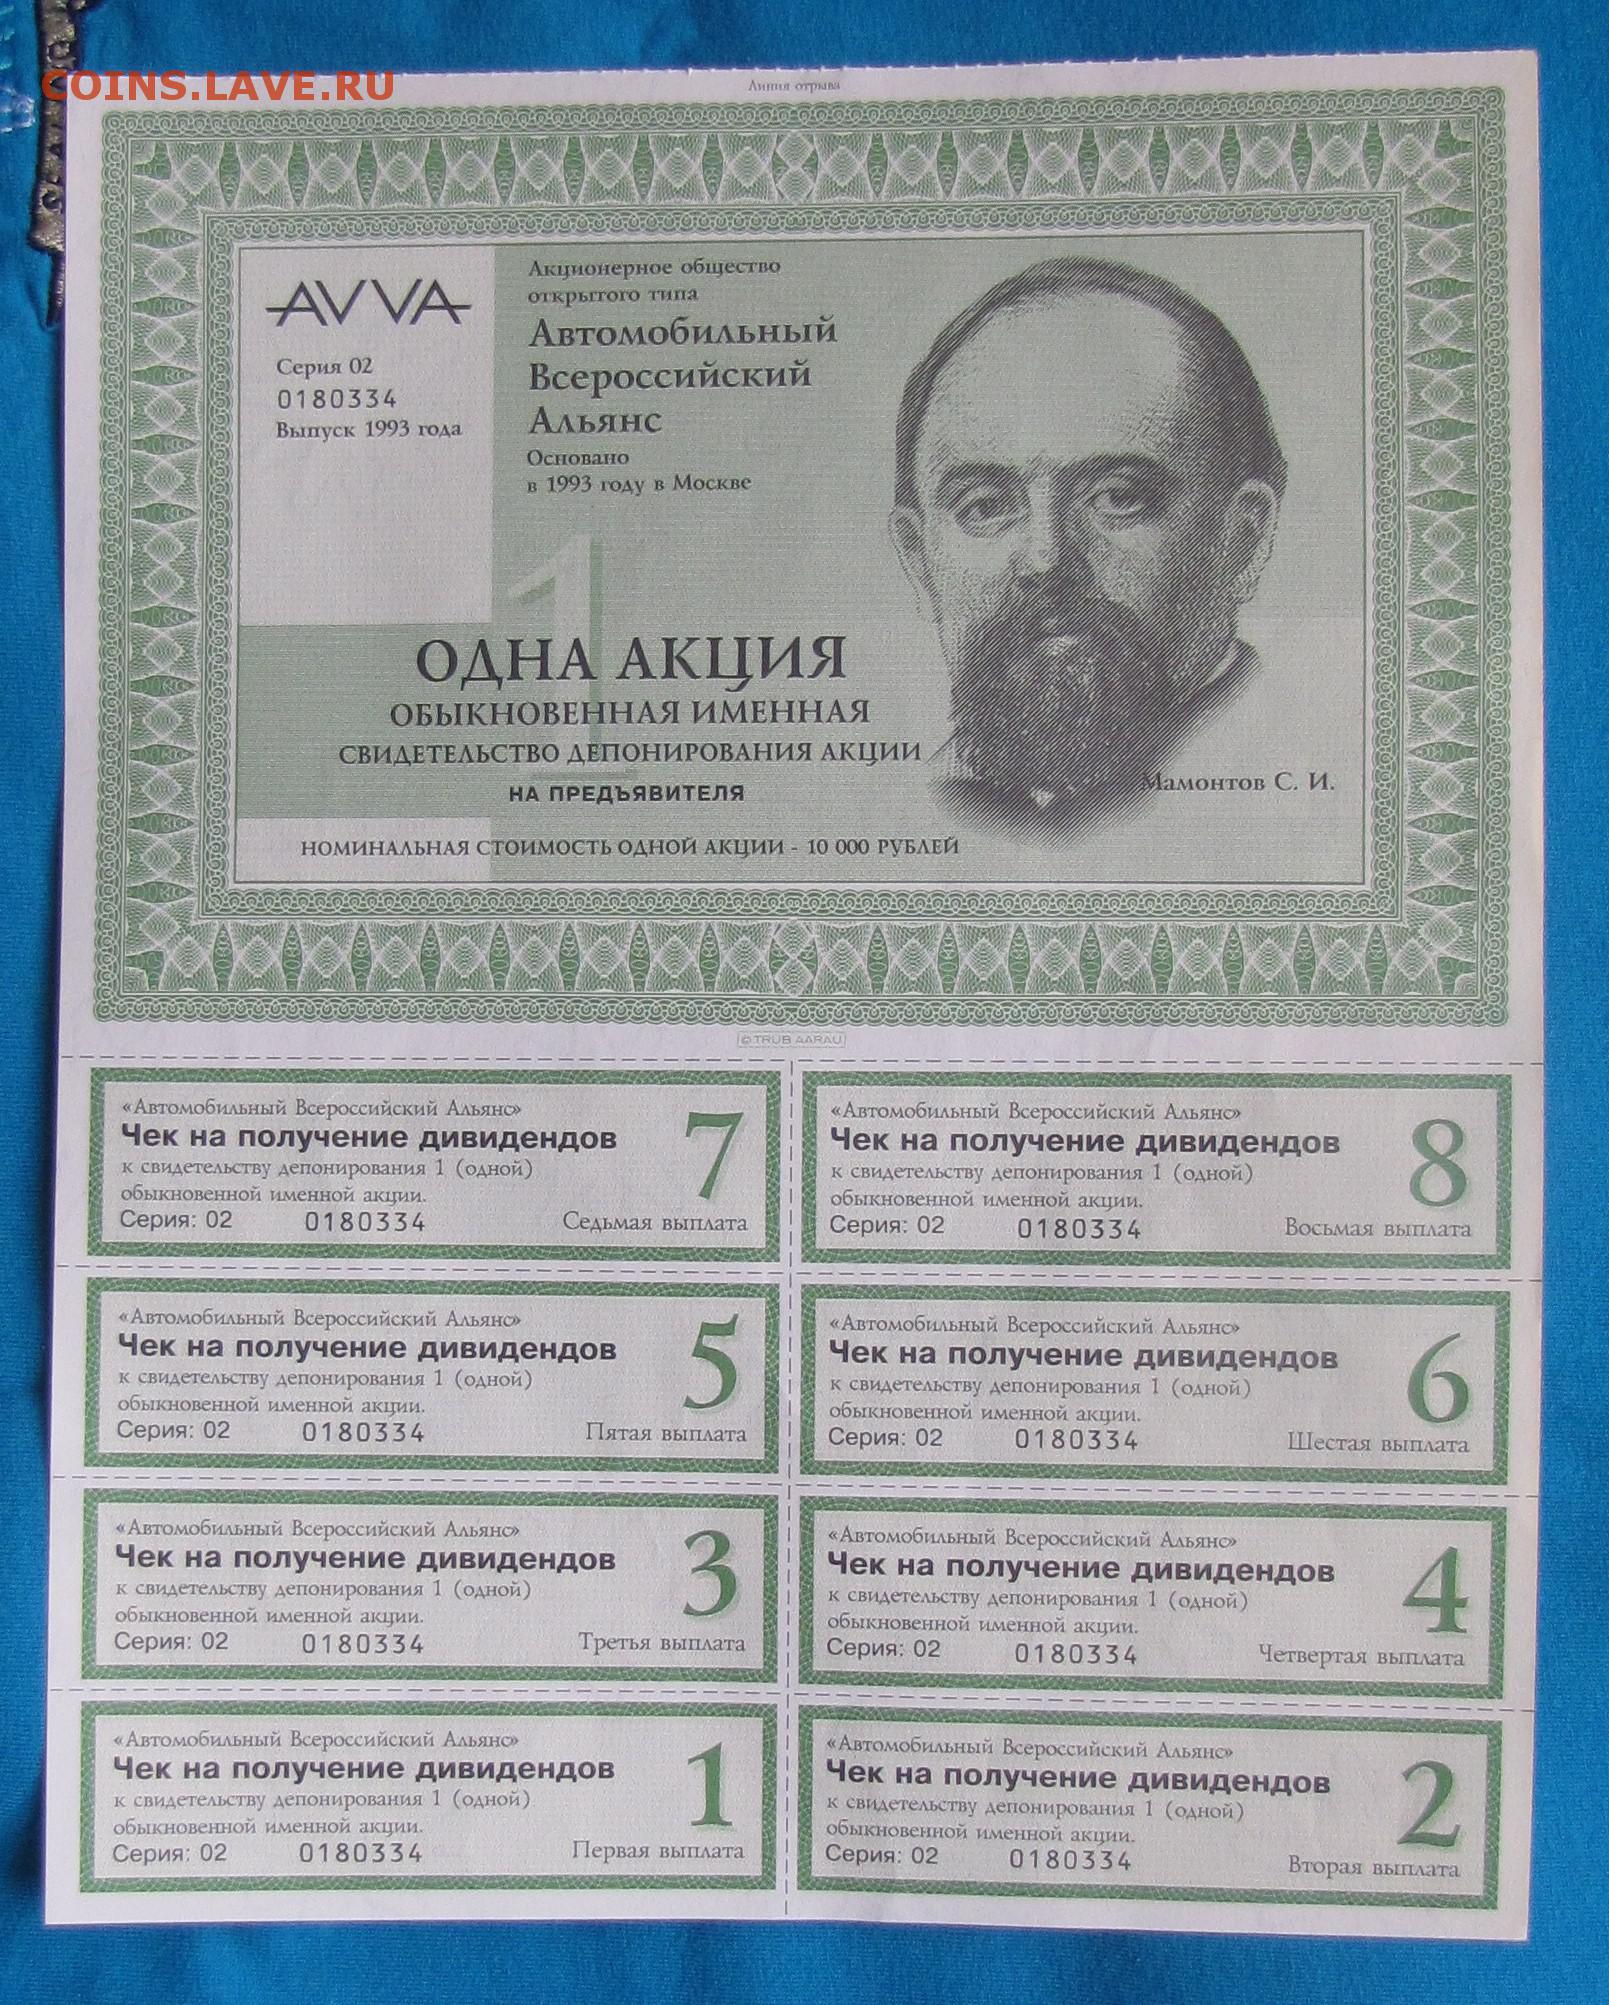 COINS.LAVE.RU
Линия отрыва
AVVA
Серия 02
0180334
Выпуск 1993 года
Акционерное общество
открытого типа
Автомобильный
Всероссийский
Альянс
Основано
в 1993 году в Москве
1
ОДНА АКЦИЯ
ОБЫКНОВЕННАЯ ИМЕННАЯ
СВИДЕТЕЛЬСТВО ДЕПОНИРОВАНИЯ АКЦИИ
НА ПРЕДЪЯВИТЕЛЯ
Мамонтов С. И.
НОМИНАЛЬНАЯ СТОИМОСТЬ ОДНОЙ АКЦИИ - 10 000 РУБЛЕЙ
© TRÜB AARAU
«Автомобильный Всероссийский Альянс»
Чек на получение дивидендов
к свидетельству депонирования 1 (одной)
обыкновенной именной акции.
Серия: 02 0180334 Седьмая выплата
7
«Автомобильный Всероссийский Альянс»
Чек на получение дивидендов
к свидетельству депонирования 1 (одной)
обыкновенной именной акции.
Серия: 02 0180334 Восьмая выплата
8
«Автомобильный Всероссийский Альянс»
Чек на получение дивидендов
к свидетельству депонирования 1 (одной)
обыкновенной именной акции.
Серия: 02 0180334 Пятая выплата
5
«Автомобильный Всероссийский Альянс»
Чек на получение дивидендов
к свидетельству депонирования 1 (одной)
обыкновенной именной акции.
Серия: 02 0180334 Шестая выплата
6
«Автомобильный Всероссийский Альянс»
Чек на получение дивидендов
к свидетельству депонирования 1 (одной)
обыкновенной именной акции.
Серия: 02 0180334 Третья выплата
3
«Автомобильный Всероссийский Альянс»
Чек на получение дивидендов
к свидетельству депонирования 1 (одной)
обыкновенной именной акции.
Серия: 02 0180334 Четвертая выплата
4
«Автомобильный Всероссийский Альянс»
Чек на получение дивидендов
к свидетельству депонирования 1 (одной)
обыкновенной именной акции.
Серия: 02 0180334 Первая выплата
1
«Автомобильный Всероссийский Альянс»
Чек на получение дивидендов
к свидетельству депонирования 1 (одной)
обыкновенной именной акции.
Серия: 02 0180334 Вторая выплата
2